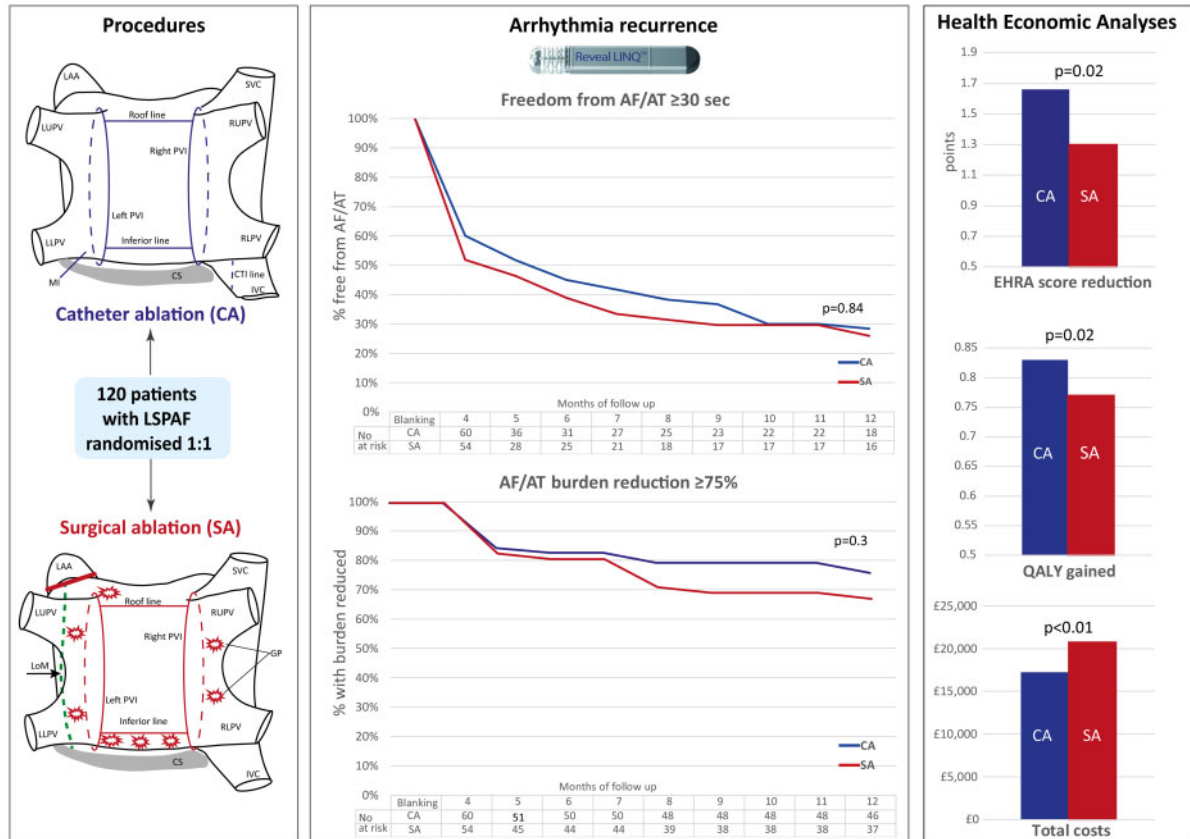 Procedures
LAA
SVC
LUPV
Roof line
RUPV
Right PVI
Left PVI
LLPV
Inferior line
RLPV
MI
CS
CTI line
IVC
Catheter ablation (CA)
120 patients
with LSPAF
randomised 1:1
Surgical ablation (SA)
LAA
SVC
LUPV
Roof line
RUPV
Right PVI
GP
LoM
Left PVI
LLPV
Inferior line
RLPV
CS
IVC
Arrhythmia recurrence
Reveal LINQ™
Freedom from AF/AT ≥30 sec
% free from AF/AT
100%
90%
80%
70%
60%
50%
40%
30%
20%
10%
0%
p=0.84
CA
SA
Months of follow up
Blanking 4 5 6 7 8 9 10 11 12
No at risk
CA 60 36 31 27 25 23 22 22 18
SA 54 28 25 21 18 17 17 17 16
AF/AT burden reduction ≥75%
% with burden reduced
100%
90%
80%
70%
60%
50%
40%
30%
20%
10%
0%
p=0.3
CA
SA
Months of follow up
Blanking 4 5 6 7 8 9 10 11 12
No at risk
CA 60 51 50 50 48 48 48 48 46
SA 54 45 44 44 39 38 38 38 37
Health Economic Analyses
points
1.9
1.7
1.5
1.3
1.1
0.9
0.7
0.5
p=0.02
CA
SA
EHRA score reduction
0.85
0.8
0.75
0.7
0.65
0.6
0.55
0.5
p=0.02
CA
SA
QALY gained
£25,000
£20,000
£15,000
£10,000
£5,000
£0
p<0.01
CA
SA
Total costs